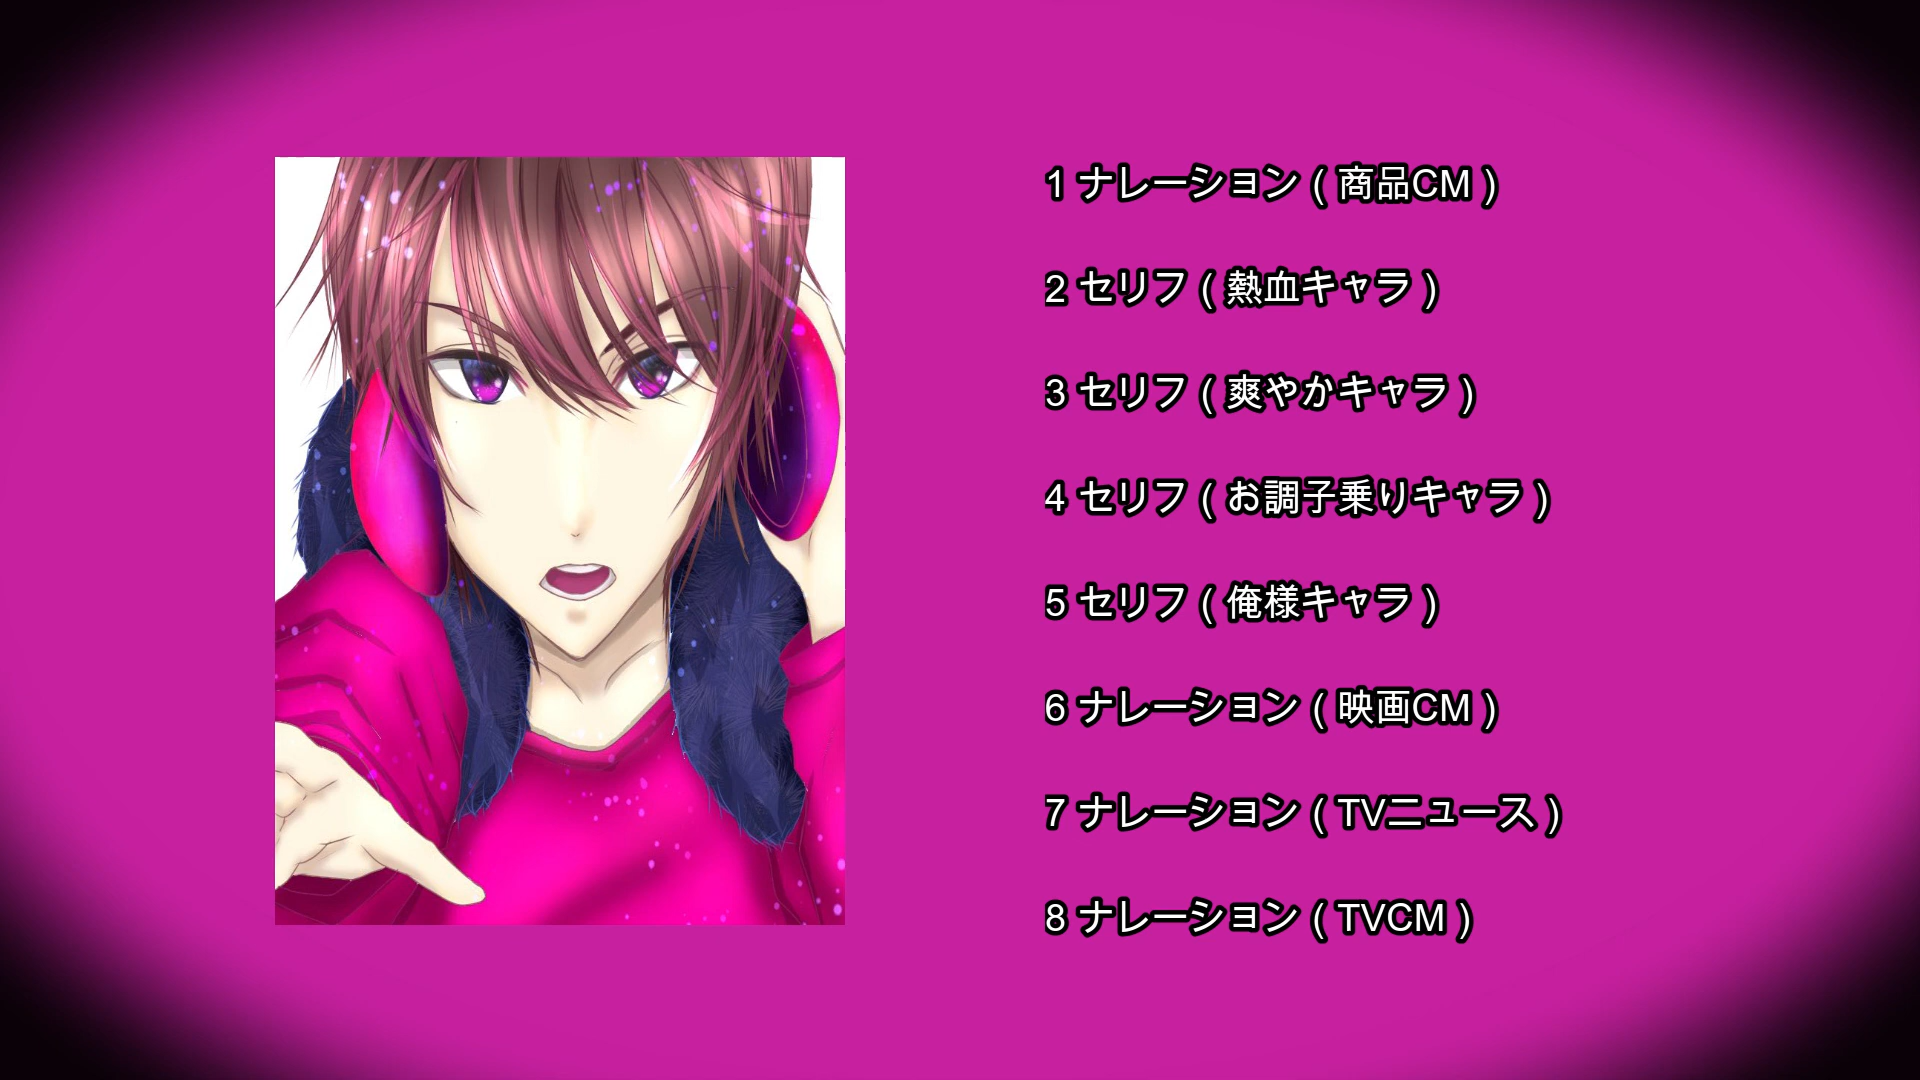 1 ナレーション ( 商品CM )
2 セリフ ( 熱血キャラ )
3 セリフ ( 爽やかキャラ )
4 セリフ ( お調子乗りキャラ )
5 セリフ ( 俺様キャラ )
6 ナレーション ( 映画CM )
7 ナレーション ( TVニュース )
8 ナレーション ( TVCM )